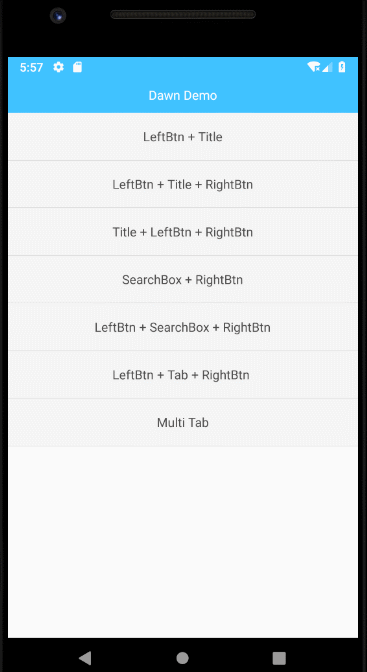 5:57
Dawn Demo
LeftBtn + Title
LeftBtn + Title + RightBtn
Title + LeftBtn + RightBtn
SearchBox + RightBtn
LeftBtn + SearchBox + RightBtn
LeftBtn + Tab + RightBtn
Multi Tab